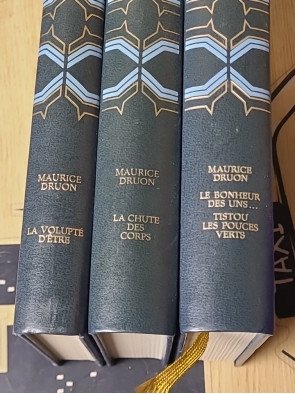 MAURICE
DRUON
LA VOLUPTÉ
D'ÊTRE
MAURICE
DRUON
LA CHUTE
DES
CORPS
MAURICE
DRUON
LE BONHEUR
DES UNS...
TISTOU
LES POUCES
VERTS
TAXI